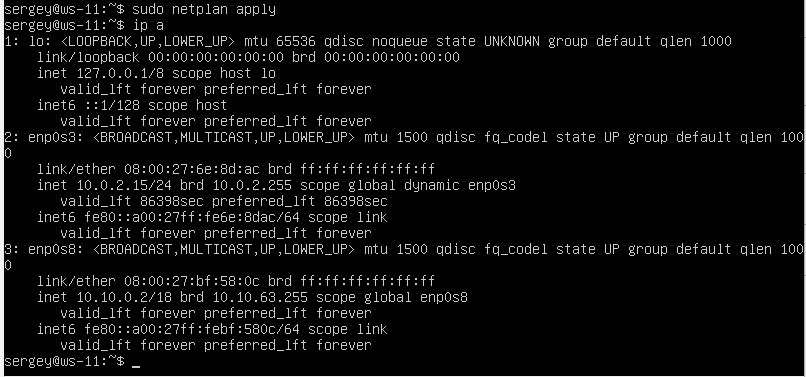 sergey@ws-11:~$ sudo netplan apply
sergey@ws-11:~$ ip a
1: lo: <LOOPBACK,UP,LOWER_UP> mtu 65536 qdisc noqueue state UNKNOWN group default qlen 1000
    link/loopback 00:00:00:00:00:00 brd 00:00:00:00:00:00
    inet 127.0.0.1/8 scope host lo
       valid_lft forever preferred_lft forever
    inet6 ::1/128 scope host
       valid_lft forever preferred_lft forever
2: enp0s3: <BROADCAST,MULTICAST,UP,LOWER_UP> mtu 1500 qdisc fq_codel state UP group default qlen 100
0
    link/ether 08:00:27:6e:8d:ac brd ff:ff:ff:ff:ff:ff
    inet 10.0.2.15/24 brd 10.0.2.255 scope global dynamic enp0s3
       valid_lft 86398sec preferred_lft 86398sec
    inet6 fe80::a00:27ff:fe6e:8dac/64 scope link
       valid_lft forever preferred_lft forever
3: enp0s8: <BROADCAST,MULTICAST,UP,LOWER_UP> mtu 1500 qdisc fq_codel state UP group default qlen 100
0
    link/ether 08:00:27:bf:58:0c brd ff:ff:ff:ff:ff:ff
    inet 10.10.0.2/18 brd 10.10.63.255 scope global enp0s8
       valid_lft forever preferred_lft forever
    inet6 fe80::a00:27ff:febf:580c/64 scope link
       valid_lft forever preferred_lft forever
sergey@ws-11:~$ _